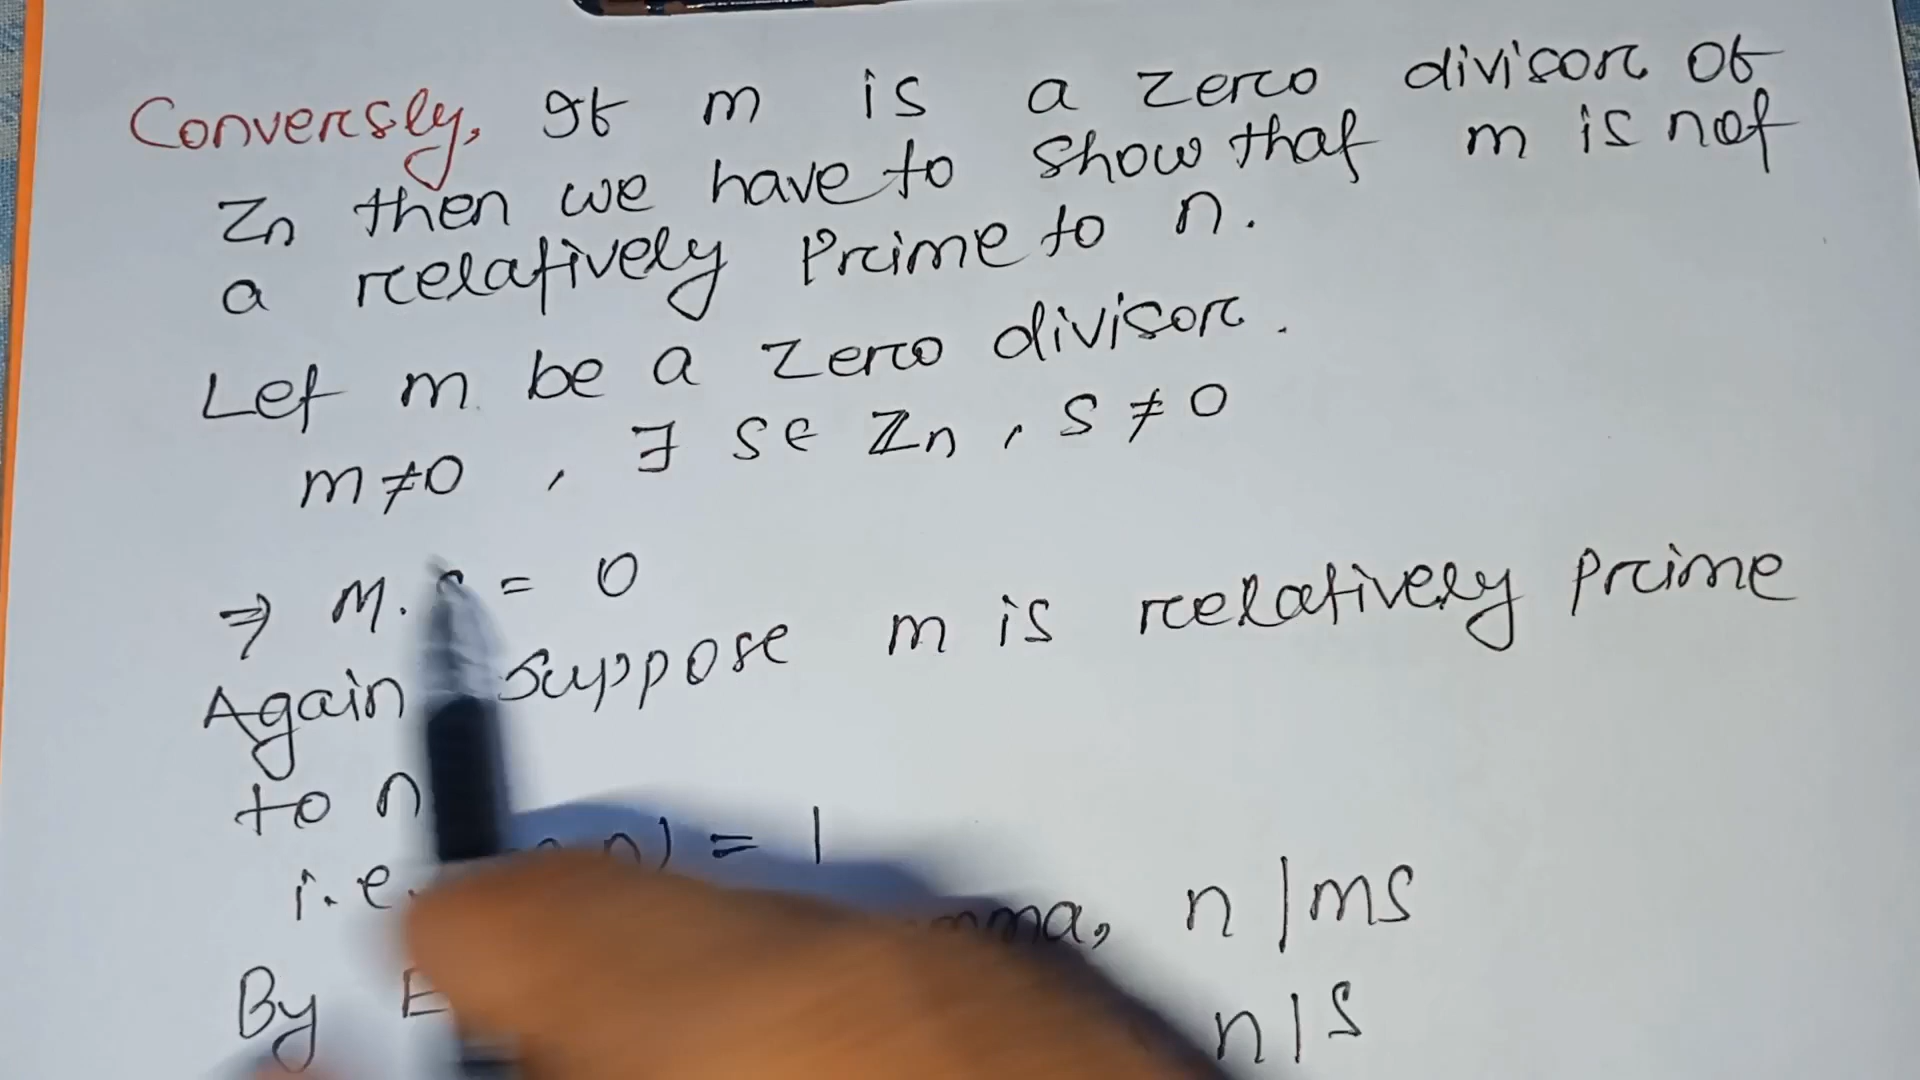 Conversly, If m is a zero divisor of
Zn then we have to show that m is not
a relatively Prime to n.
Let m be a zero divisor.
m ≠ 0 , ∃ s ∈ Zn , s ≠ 0
⇒ m. = 0
Again suppose m is relatively prime
to n
i.e. n) = 1
By n | ms
n | s